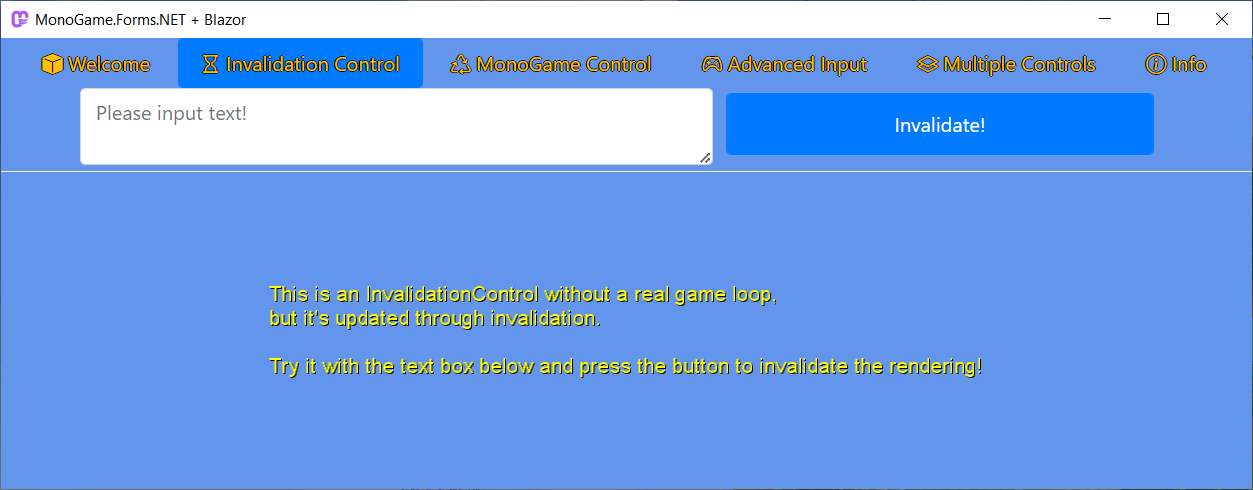 MonoGame.Forms.NET + Blazor
Welcome
Invalidation Control
MonoGame Control
Advanced Input
Multiple Controls
Info
Please input text!
Invalidate!
This is an InvalidationControl without a real game loop,
but it's updated through invalidation.
Try it with the text box below and press the button to invalidate the rendering!